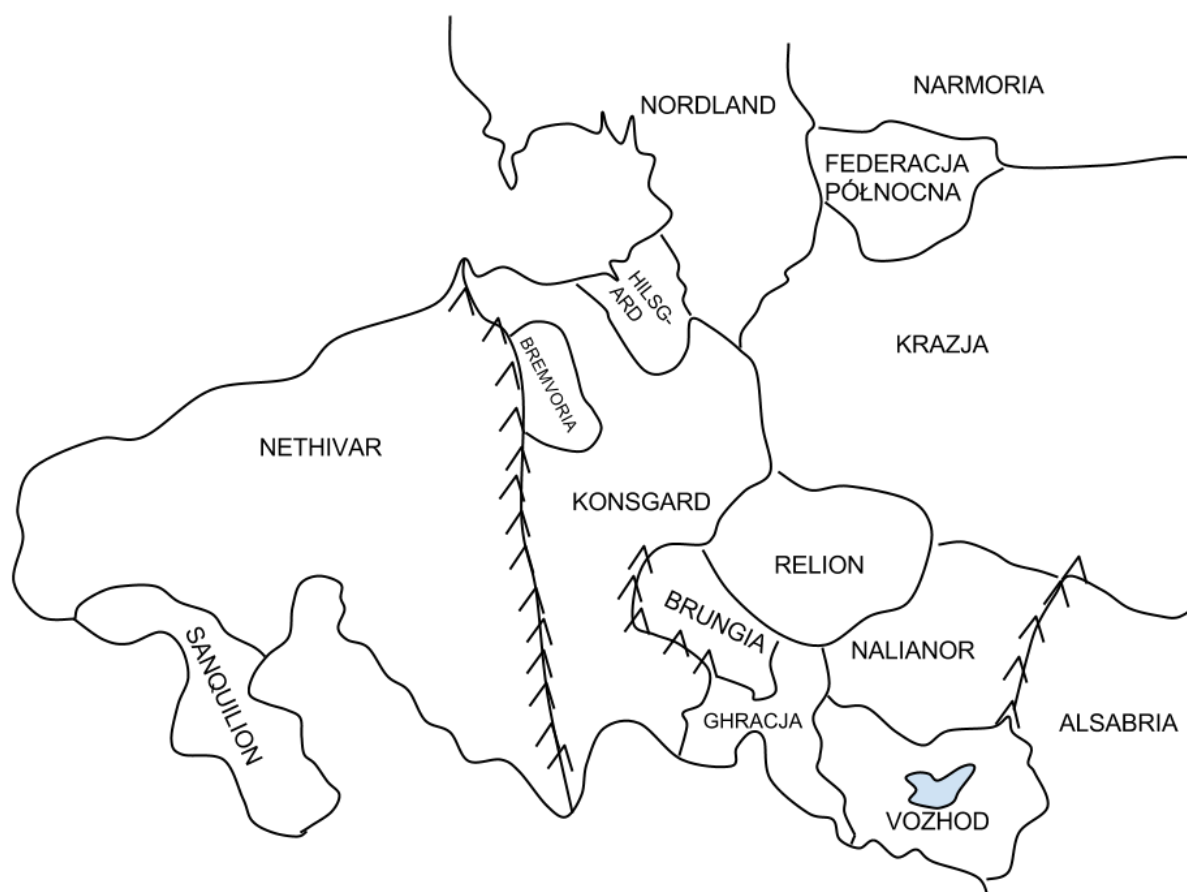 NARMORIA
NORDLAND
FEDERACJA
PÓŁNOCNA
HILSG-
ARD
KRAZJA
BREMVORIA
NETHIVAR
KONSGARD
RELION
BRUNGIA
NALIANOR
SANQUILION
GHRACJA
ALSABRIA
VOZHOD